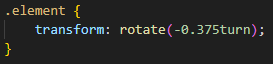 .element {
    transform: rotate(-0.375turn);
}